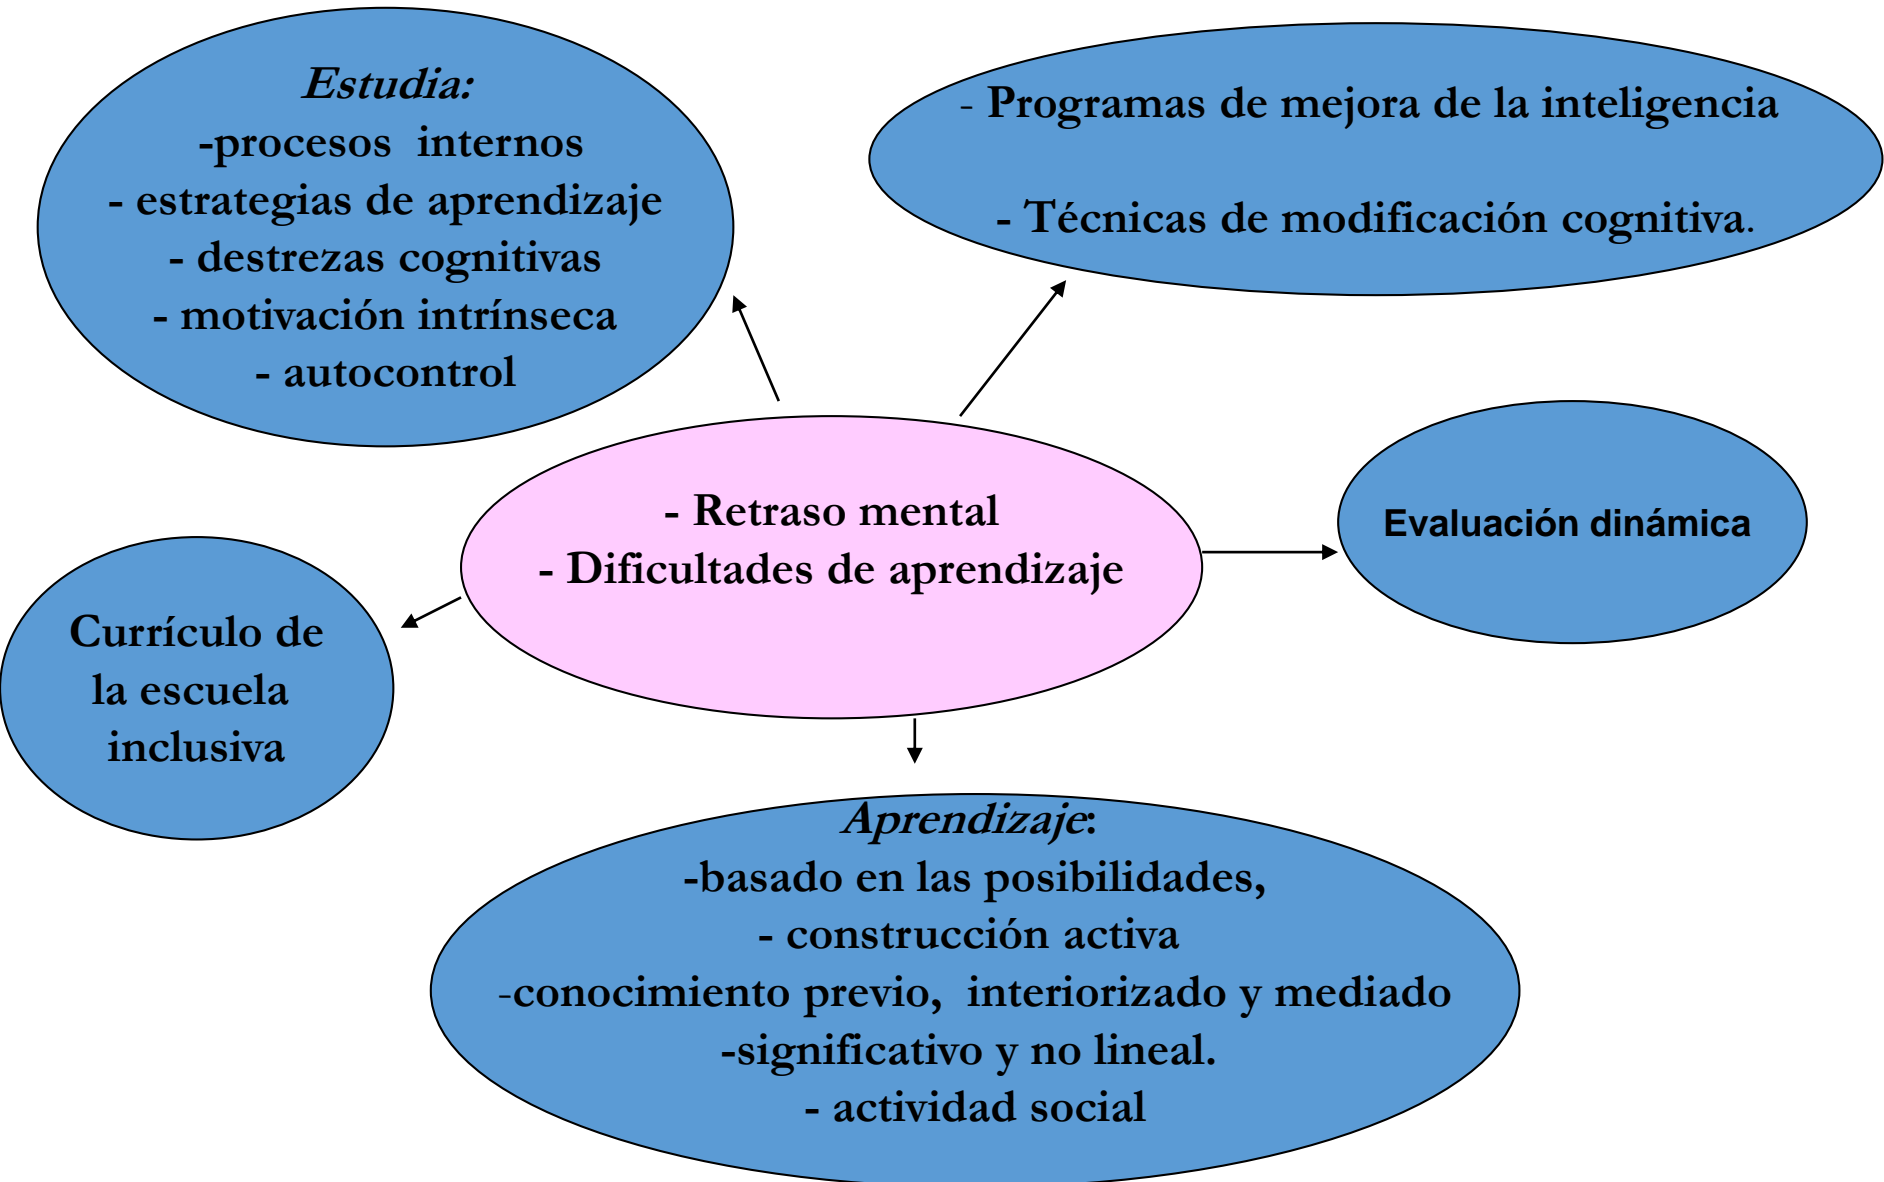 Estudia:
-procesos  internos
- estrategias de aprendizaje
- destrezas cognitivas
- motivación intrínseca
- autocontrol
- Programas de mejora de la inteligencia
- Técnicas de modificación cognitiva.
- Retraso mental
- Dificultades de aprendizaje
Evaluación dinámica
Currículo de
la escuela
inclusiva
Aprendizaje:
-basado en las posibilidades,
- construcción activa
-conocimiento previo,  interiorizado y mediado
-significativo y no lineal.
- actividad social